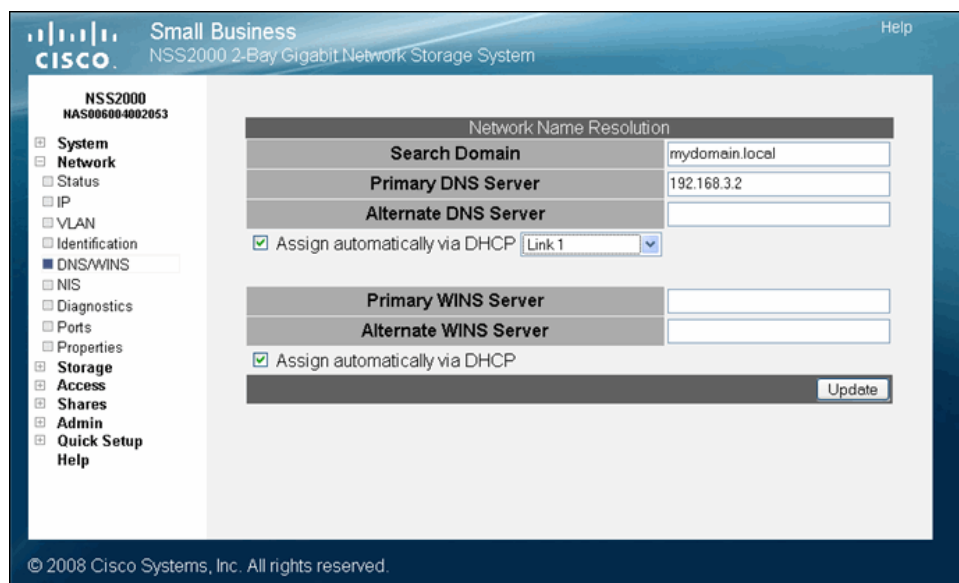 CISCO.
Small Business
NSS2000 2-Bay Gigabit Network Storage System
Help
NSS2000
NAS006004002053
System
Network
Status
IP
VLAN
Identification
DNS/WINS
NIS
Diagnostics
Ports
Properties
Storage
Access
Shares
Admin
Quick Setup
Help
Network Name Resolution
Search Domain mydomain.local
Primary DNS Server 192.168.3.2
Alternate DNS Server
Assign automatically via DHCP Link 1
Primary WINS Server
Alternate WINS Server
Assign automatically via DHCP
Update
© 2008 Cisco Systems, Inc. All rights reserved.